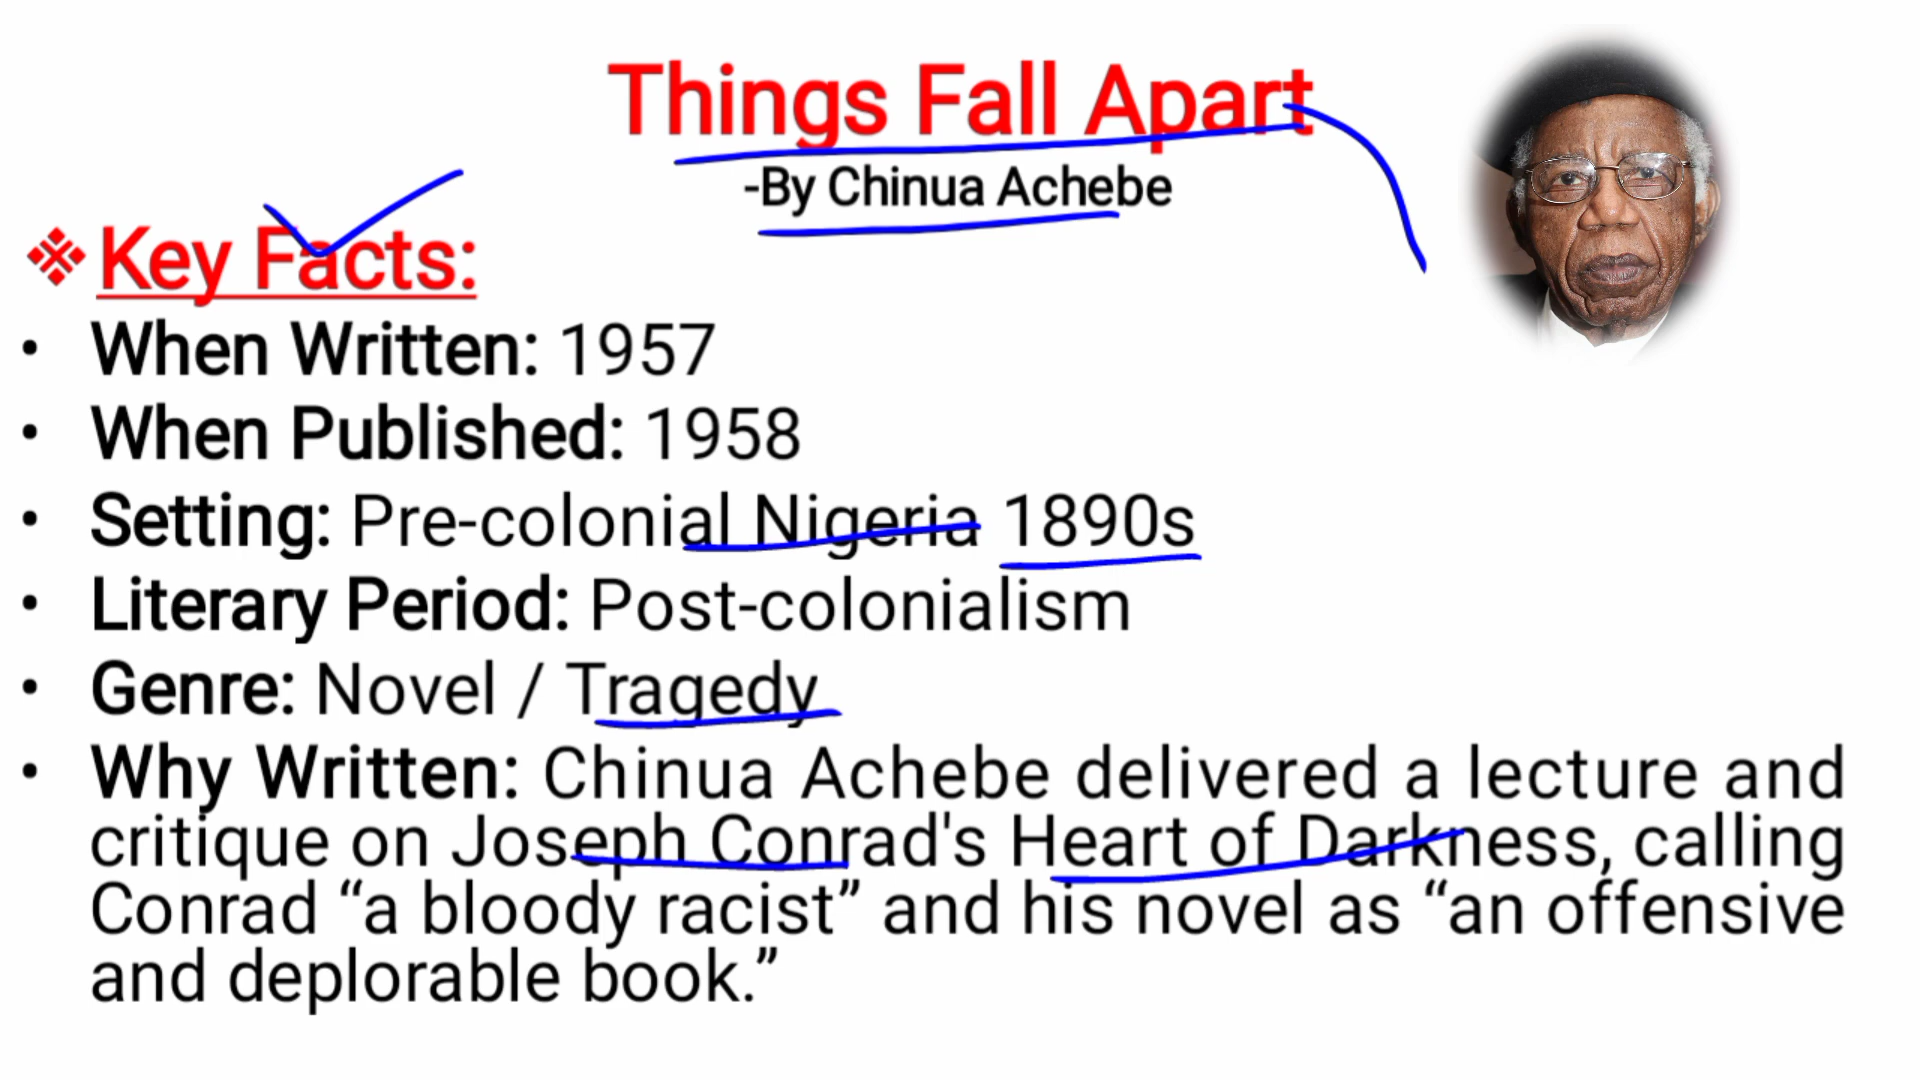 Things Fall Apart
-By Chinua Achebe
❖ Key Facts:
• When Written: 1957
• When Published: 1958
• Setting: Pre-colonial Nigeria 1890s
• Literary Period: Post-colonialism
• Genre: Novel / Tragedy
• Why Written: Chinua Achebe delivered a lecture and
critique on Joseph Conrad's Heart of Darkness, calling
Conrad “a bloody racist” and his novel as “an offensive
and deplorable book.”